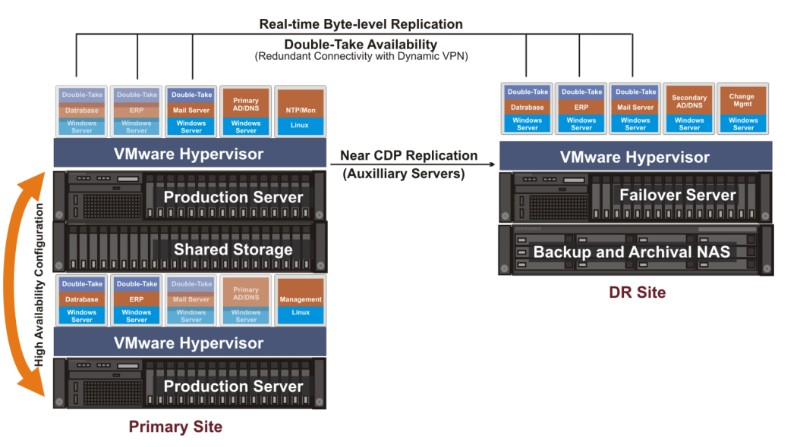 Real-time Byte-level Replication
Double-Take Availability
(Redundant Connectivity with Dynamic VPN)
Double-Take
Datrabase
Windows
Server
Double-Take
ERP
Windows
Server
Double-Take
Mail Server
Windows
Server
Primary
AD/DNS
Windows
Server
NTP/Mon
Linux
VMware Hypervisor
Production Server
Shared Storage
High Availability Configuration
Double-Take
Datrabase
Windows
Server
Double-Take
ERP
Windows
Server
Double-Take
Mail Server
Windows
Server
Primary
AD/DNS
Windows
Server
Management
Linux
VMware Hypervisor
Production Server
Primary Site
Near CDP Replication
(Auxilliary Servers)
Double-Take
Datrabase
Windows
Server
Double-Take
ERP
Windows
Server
Double-Take
Mail Server
Windows
Server
Secondary
AD/DNS
Windows
Server
Change
Mgmt
Windows
Server
VMware Hypervisor
Failover Server
Backup and Archival NAS
DR Site